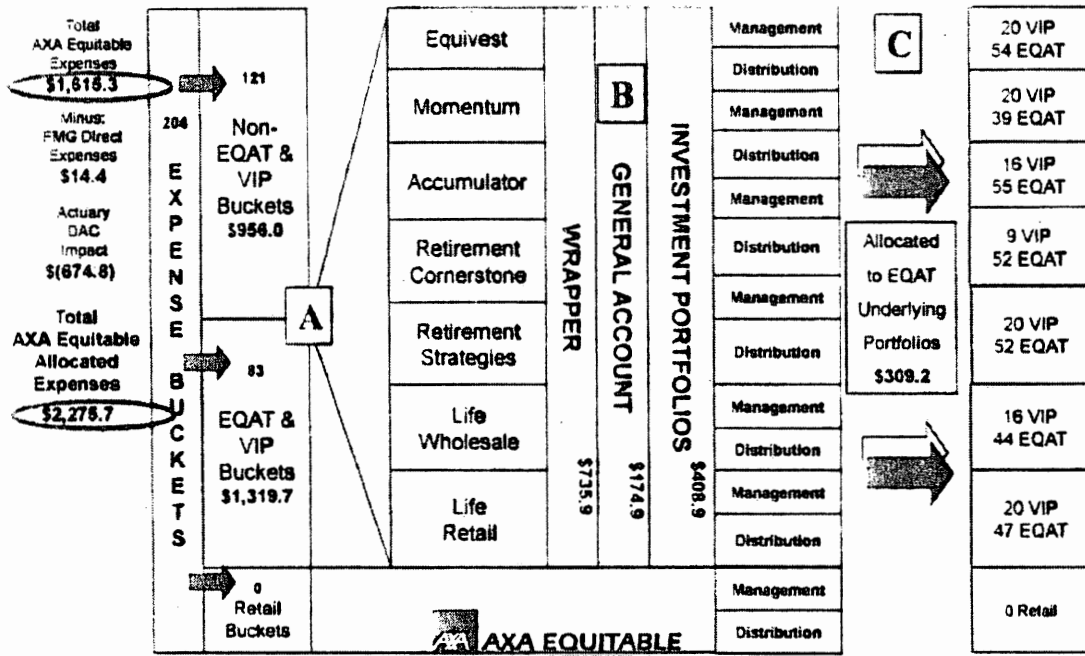 Total
AXA Equitable
Expenses
$1,615.3
Minus:
FMG Direct
Expenses
$14.4
Actuary
DAC
Impact
$(674.8)
Total
AXA Equitable
Allocated
Expenses
$2,275.7
204
EXPENSE BUCKETS
121
Non-
EQAT &
VIP
Buckets
$956.0
A
83
EQAT &
VIP
Buckets
$1,319.7
0
Retail
Buckets
Equivest
Momentum
Accumulator
Retirement
Cornerstone
Retirement
Strategies
Life
Wholesale
Life
Retail
WRAPPER
$735.9
B
GENERAL ACCOUNT
$174.9
INVESTMENT PORTFOLIOS
$408.9
Management
Distribution
Management
Distribution
Management
Distribution
Management
Distribution
Management
Distribution
Management
Distribution
Management
Distribution
C
Allocated
to EQAT
Underlying
Portfolios
$309.2
20 VIP
54 EQAT
20 VIP
39 EQAT
16 VIP
55 EQAT
9 VIP
52 EQAT
20 VIP
52 EQAT
16 VIP
44 EQAT
20 VIP
47 EQAT
0 Retail
AXA AXA EQUITABLE